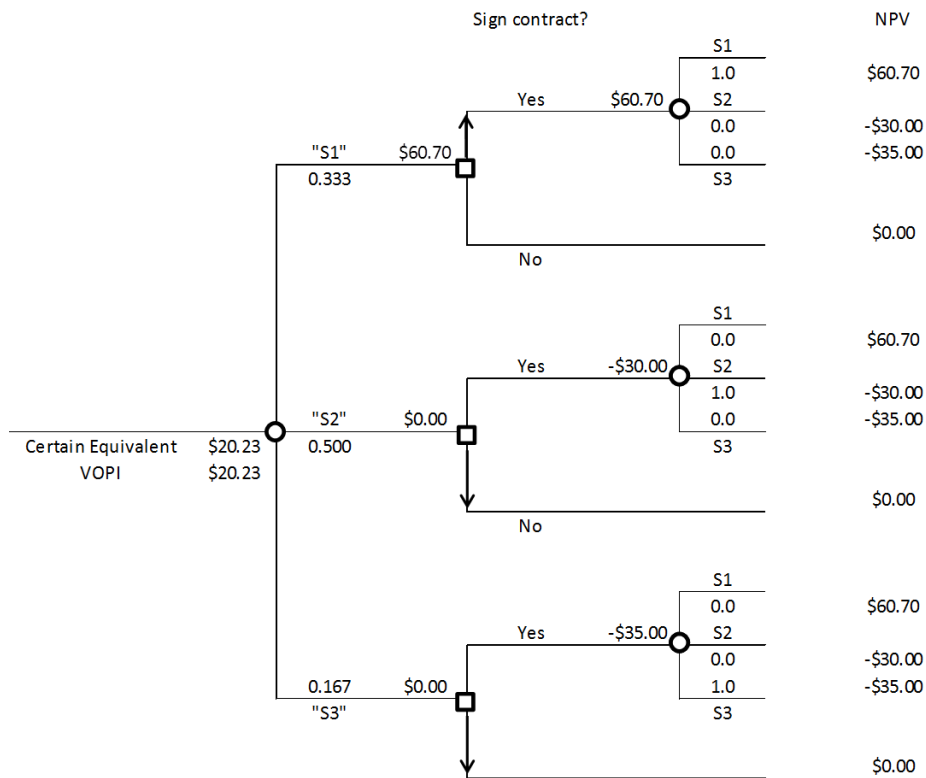 Sign contract? NPV
S1
1.0 $60.70
Yes $60.70 S2
0.0 -$30.00
"S1" $60.70 0.0 -$35.00
0.333 S3
$0.00
No
S1
0.0 $60.70
Yes -$30.00 S2
1.0 -$30.00
"S2" $0.00 0.0 -$35.00
Certain Equivalent $20.23 0.500 S3
VOPI $20.23
$0.00
No
S1
0.0 $60.70
Yes -$35.00 S2
0.0 -$30.00
0.167 $0.00 1.0 -$35.00
"S3" S3
$0.00